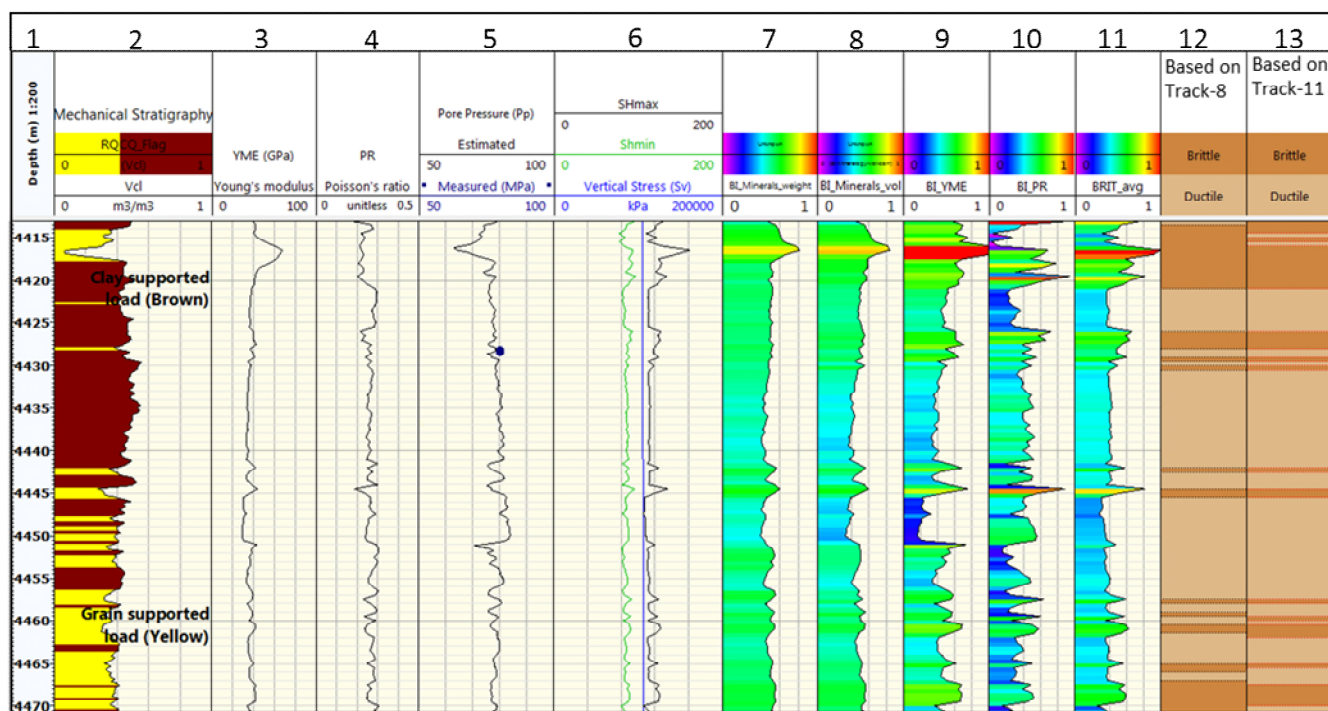 1 2 3 4 5 6 7 8 9 10 11 12 13
Depth (m) 1:200
Mechanical Stratigraphy
RQCQ_Flag
0 (Vcl) 1
Vcl
0 m3/m3 1
YME (GPa)
Young's modulus
0 100
PR
Poisson's ratio
0 unitless 0.5
Pore Pressure (Pp)
Estimated
50 100
Measured (MPa)
50 100
SHmax
0 200
Shmin
0 200
Vertical Stress (Sv)
0 kPa 200000
BI_Minerals_weight
0 1
BI_Minerals_vol
0 1
0 1
BI_YME
0 1
0 1
BI_PR
0 1
0 1
BRIT_avg
0 1
Based on
Track-8
Brittle
Ductile
Based on
Track-11
Brittle
Ductile
4415
4420
4425
4430
4435
4440
4445
4450
4455
4460
4465
4470
Clay supported
load (Brown)
Grain supported
load (Yellow)